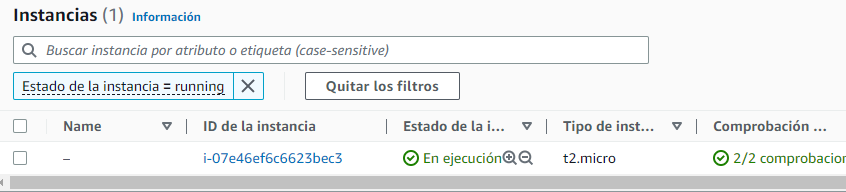 Instancias (1) Información
Buscar instancia por atributo o etiqueta (case-sensitive)
Estado de la instancia = running
Quitar los filtros
Name ID de la instancia Estado de la i... Tipo de inst... Comprobación ...
– i-07e46ef6c6623bec3 En ejecución t2.micro 2/2 comprobacion